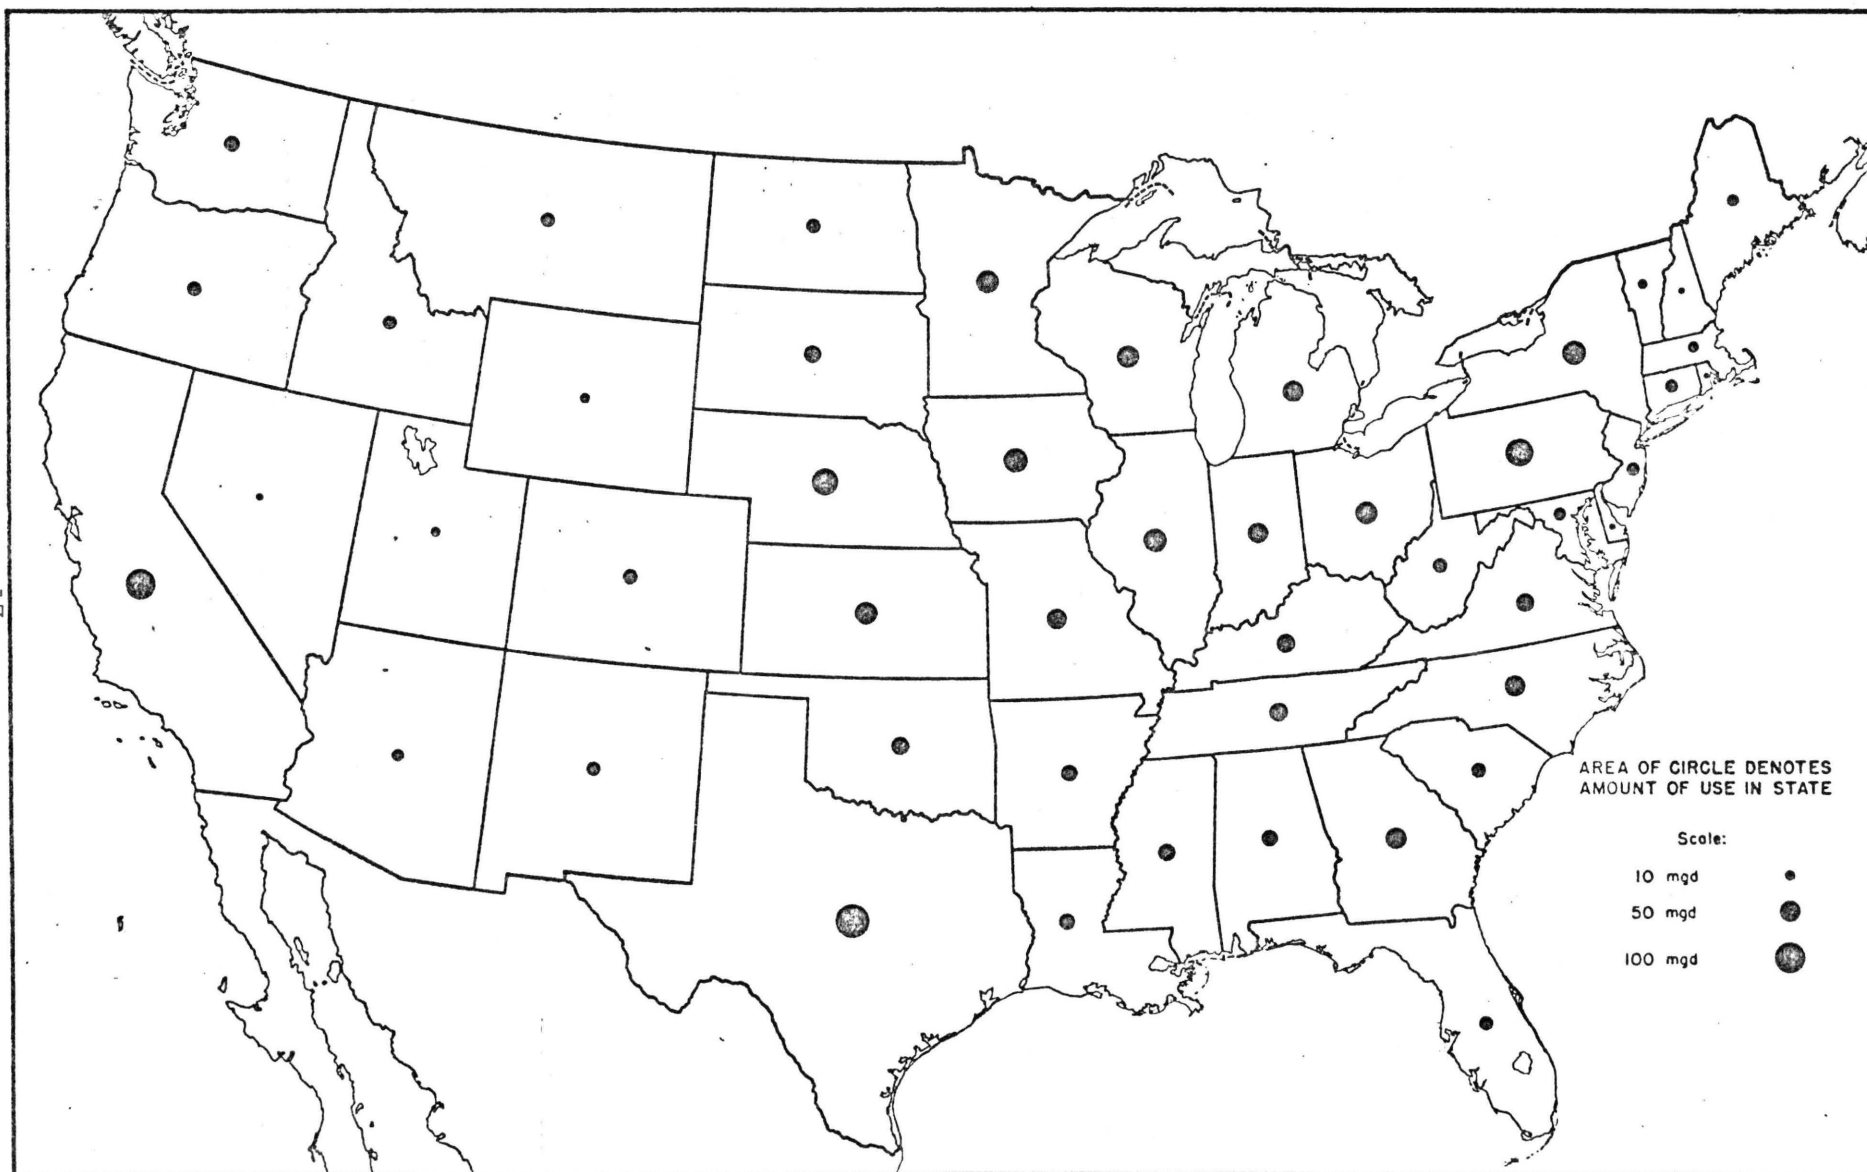 AREA OF CIRCLE DENOTES
AMOUNT OF USE IN STATE
Scale:
10 mgd
50 mgd
100 mgd